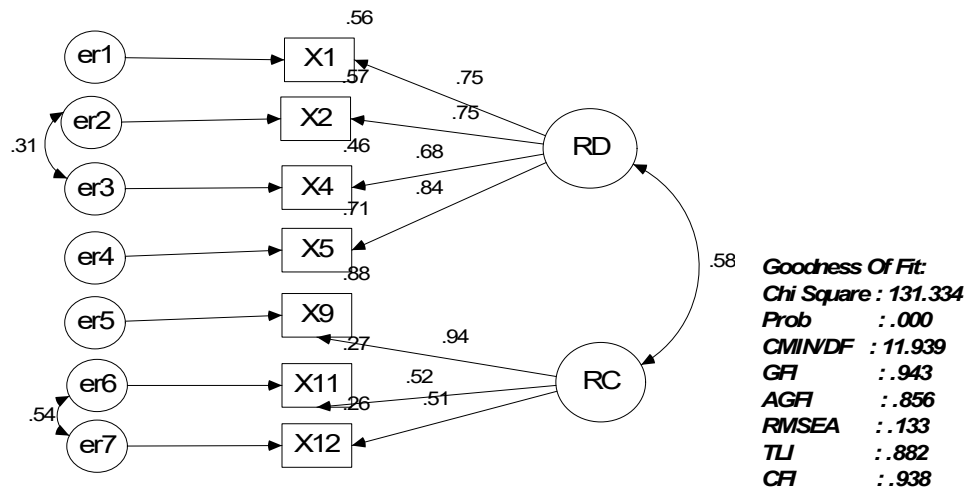 .56
er1
X1
.75
.57
er2
X2
.75
RD
.31
.46
.68
er3
X4
.84
.71
er4
X5
.58
.88
er5
X9
.94
.27
er6
X11
.52
RC
.26
.51
.54
er7
X12
Goodness Of Fit:
Chi Square : 131.334
Prob : .000
CMIN/DF : 11.939
GFI : .943
AGFI : .856
RMSEA : .133
TLI : .882
CFI : .938